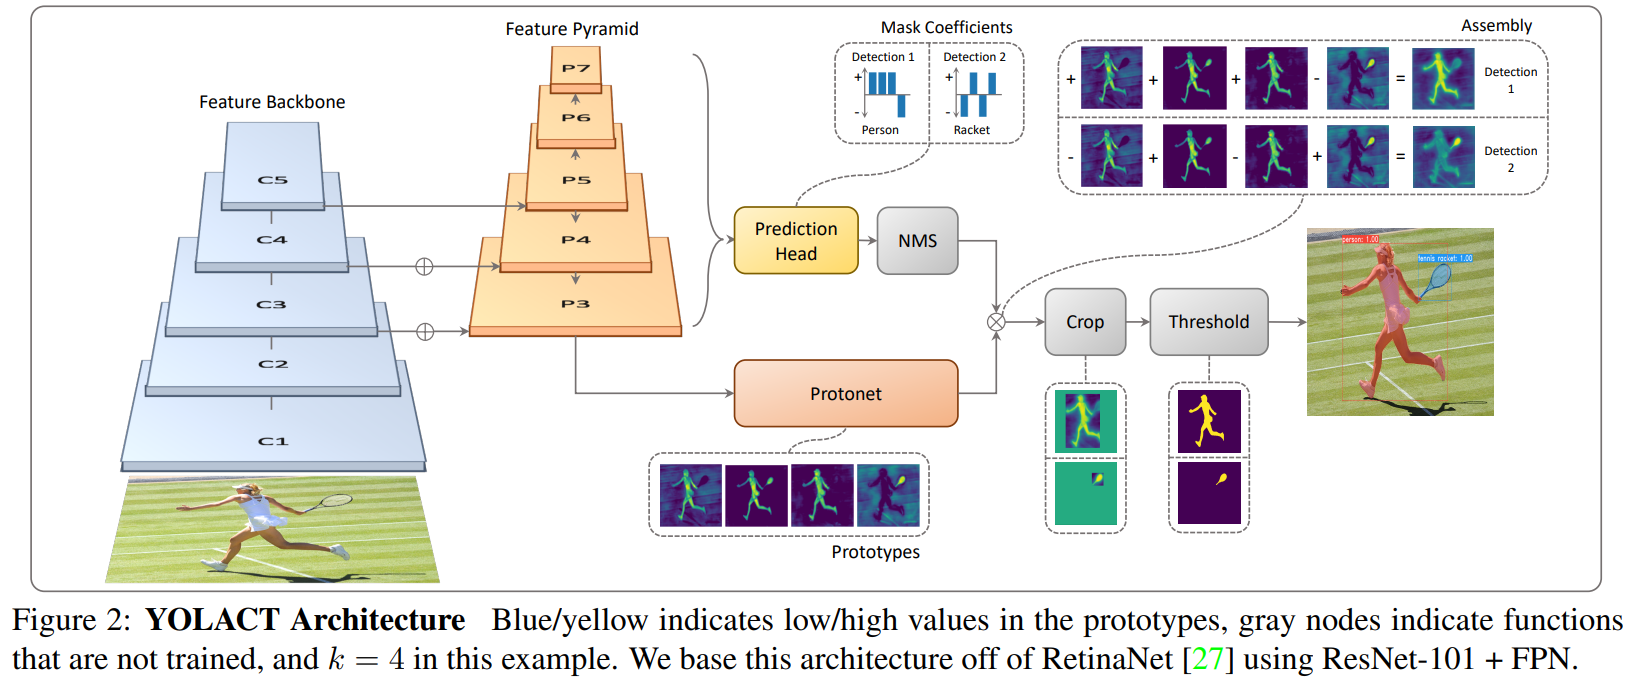 Feature Backbone
C5
C4
C3
C2
C1
Feature Pyramid
P7
P6
P5
P4
P3
Mask Coefficients
Detection 1
+
-
Person
Detection 2
+
-
Racket
Prediction
Head
NMS
Protonet
Prototypes
Assembly
+ + + - =
Detection
1
- + - + =
Detection
2
Crop
Threshold
person: 1.00
tennis racket: 1.00
Figure 2: YOLACT Architecture Blue/yellow indicates low/high values in the prototypes, gray nodes indicate functions
that are not trained, and k = 4 in this example. We base this architecture off of RetinaNet [27] using ResNet-101 + FPN.